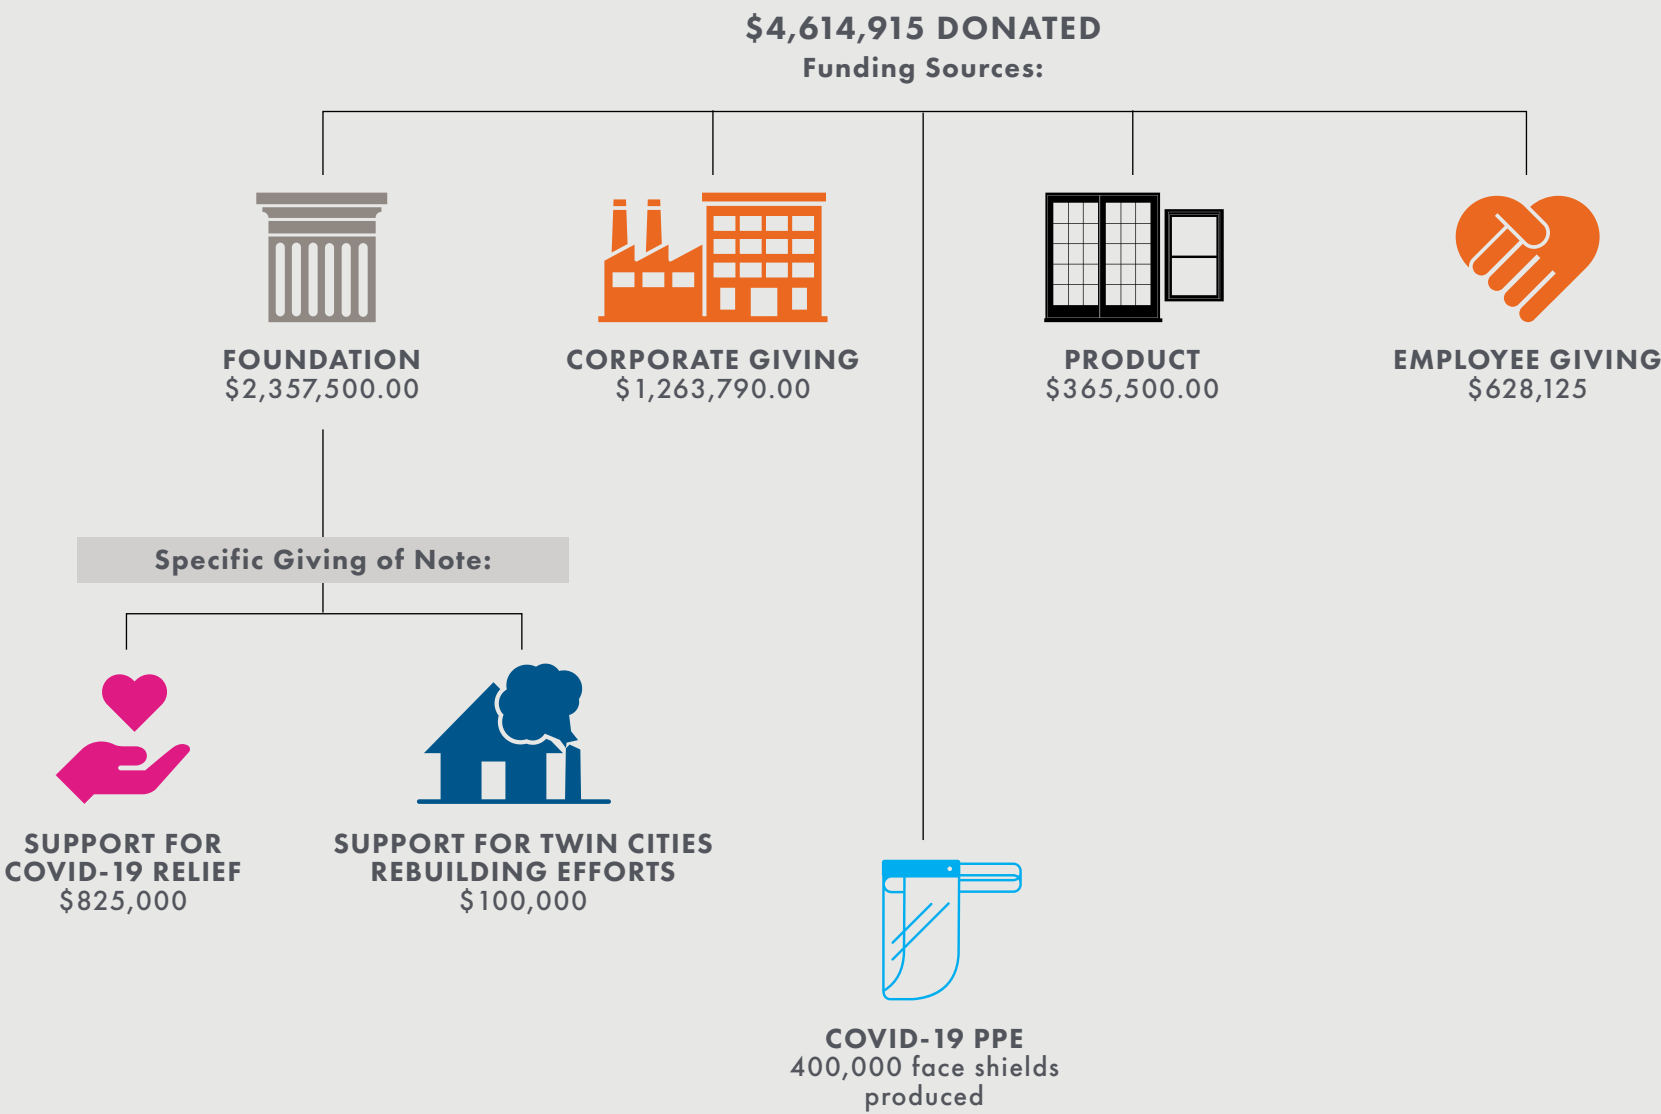 $4,614,915 DONATED
Funding Sources:
FOUNDATION
$2,357,500.00
CORPORATE GIVING
$1,263,790.00
PRODUCT
$365,500.00
EMPLOYEE GIVING
$628,125
Specific Giving of Note:
SUPPORT FOR
COVID-19 RELIEF
$825,000
SUPPORT FOR TWIN CITIES
REBUILDING EFFORTS
$100,000
COVID-19 PPE
400,000 face shields
produced